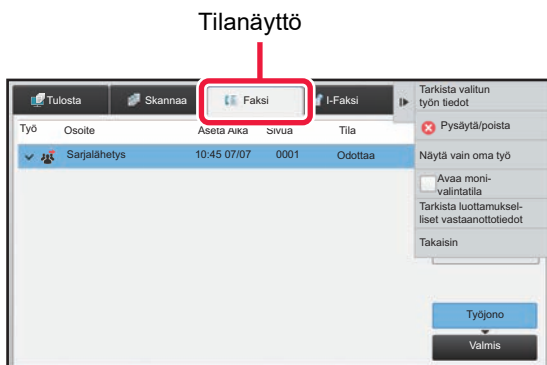 Tilanäyttö
Tulosta
Skannaa
Faksi
I-Faksi
Työ
Osoite
Aseta Aika
Sivua
Tila
Sarjalähetys
10:45 07/07
0001
Odottaa
Tarkista valitun
työn tiedot
Pysäytä/poista
Näytä vain oma työ
Avaa moni-
valintatila
Tarkista luottamuksel-
liset vastaanottotiedot
Takaisin
Työjono
Valmis